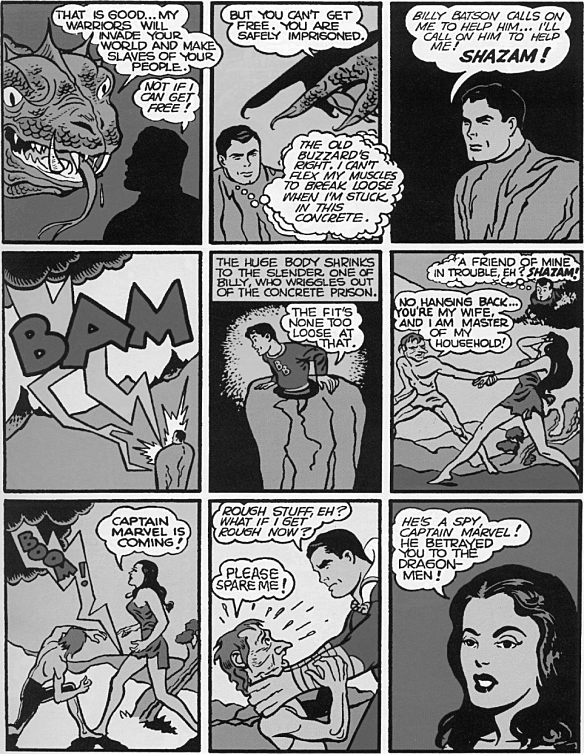 THAT IS GOOD...MY
WARRIORS WILL
INVADE YOUR
WORLD AND MAKE
SLAVES OF YOUR
PEOPLE.
NOT IF I
CAN GET
FREE!
BUT YOU CAN'T GET
FREE. YOU ARE
SAFELY IMPRISONED.
THE OLD
BUZZARD'S
RIGHT. I CAN'T
FLEX MY MUSCLES
TO BREAK LOOSE
WHEN I'M STUCK
IN THIS
CONCRETE.
BILLY BATSON CALLS ON
ME TO HELP HIM... I'LL
CALL ON HIM TO HELP
ME! SHAZAM!
BAM
THE HUGE BODY SHRINKS
TO THE SLENDER ONE OF
BILLY, WHO WRIGGLES OUT
OF THE CONCRETE PRISON.
THE FIT'S
NONE TOO
LOOSE AT
THAT.
B B
A FRIEND OF MINE
IN TROUBLE, EH? SHAZAM!
NO HANGING BACK...
YOU'RE MY WIFE,
AND I AM MASTER
OF MY
HOUSEHOLD!
BOOM!
CAPTAIN
MARVEL IS
COMING!
ROUGH STUFF, EH?
WHAT IF I GET
ROUGH NOW?
PLEASE
SPARE ME!
HE'S A SPY,
CAPTAIN MARVEL!
HE BETRAYED
YOU TO THE
DRAGON-
MEN!